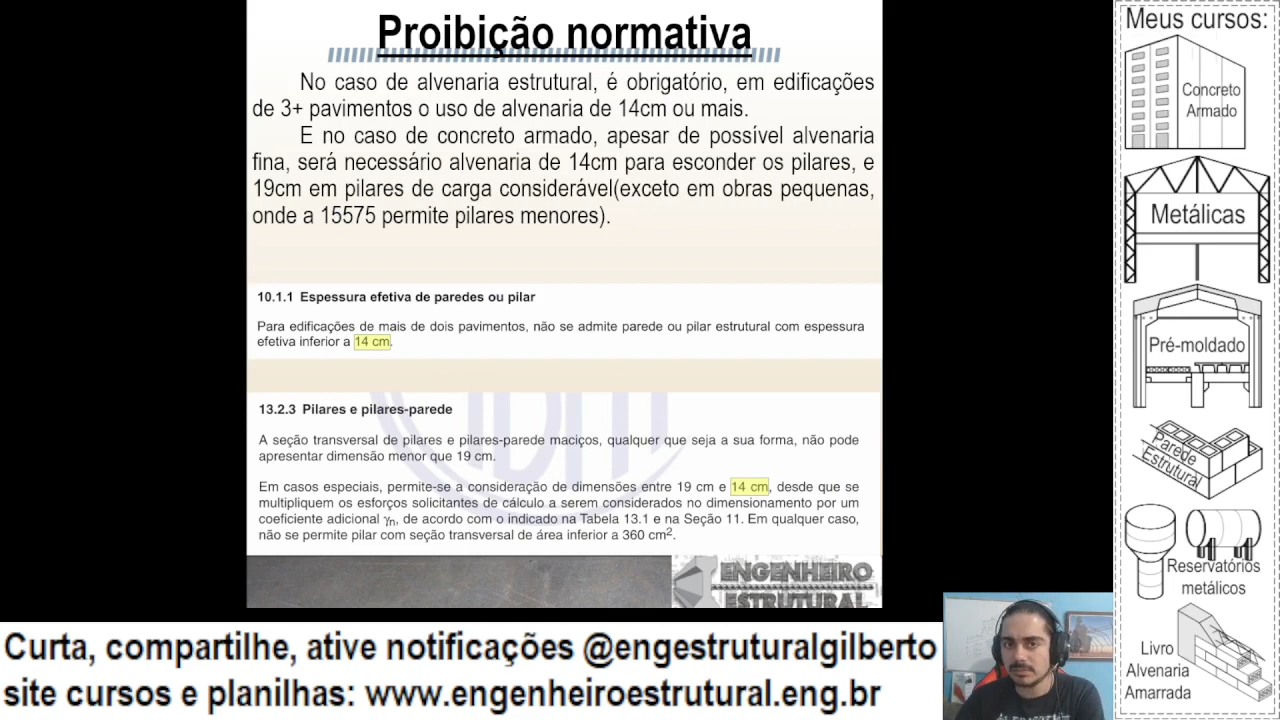 Proibição normativa
No caso de alvenaria estrutural, é obrigatório, em edificações
de 3+ pavimentos o uso de alvenaria de 14cm ou mais.
E no caso de concreto armado, apesar de possível alvenaria
fina, será necessário alvenaria de 14cm para esconder os pilares, e
19cm em pilares de carga considerável(exceto em obras pequenas,
onde a 15575 permite pilares menores).
10.1.1 Espessura efetiva de paredes ou pilar
Para edificações de mais de dois pavimentos, não se admite parede ou pilar estrutural com espessura
efetiva inferior a 14 cm.
13.2.3 Pilares e pilares-parede
A seção transversal de pilares e pilares-parede maciços, qualquer que seja a sua forma, não pode
apresentar dimensão menor que 19 cm.
Em casos especiais, permite-se a consideração de dimensões entre 19 cm e 14 cm, desde que se
multipliquem os esforços solicitantes de cálculo a serem considerados no dimensionamento por um
coeficiente adicional γn, de acordo com o indicado na Tabela 13.1 e na Seção 11. Em qualquer caso,
não se permite pilar com seção transversal de área inferior a 360 cm².
ENGENHEIRO
ESTRUTURAL
Curta, compartilhe, ative notificações @engestruturalgilberto
site cursos e planilhas: www.engenheiroestrutural.eng.br
Meus cursos:
Concreto
Armado
Metálicas
Pré-moldado
Parede
Estrutural
Reservatórios
metálicos
Livro
Alvenaria
Amarrada